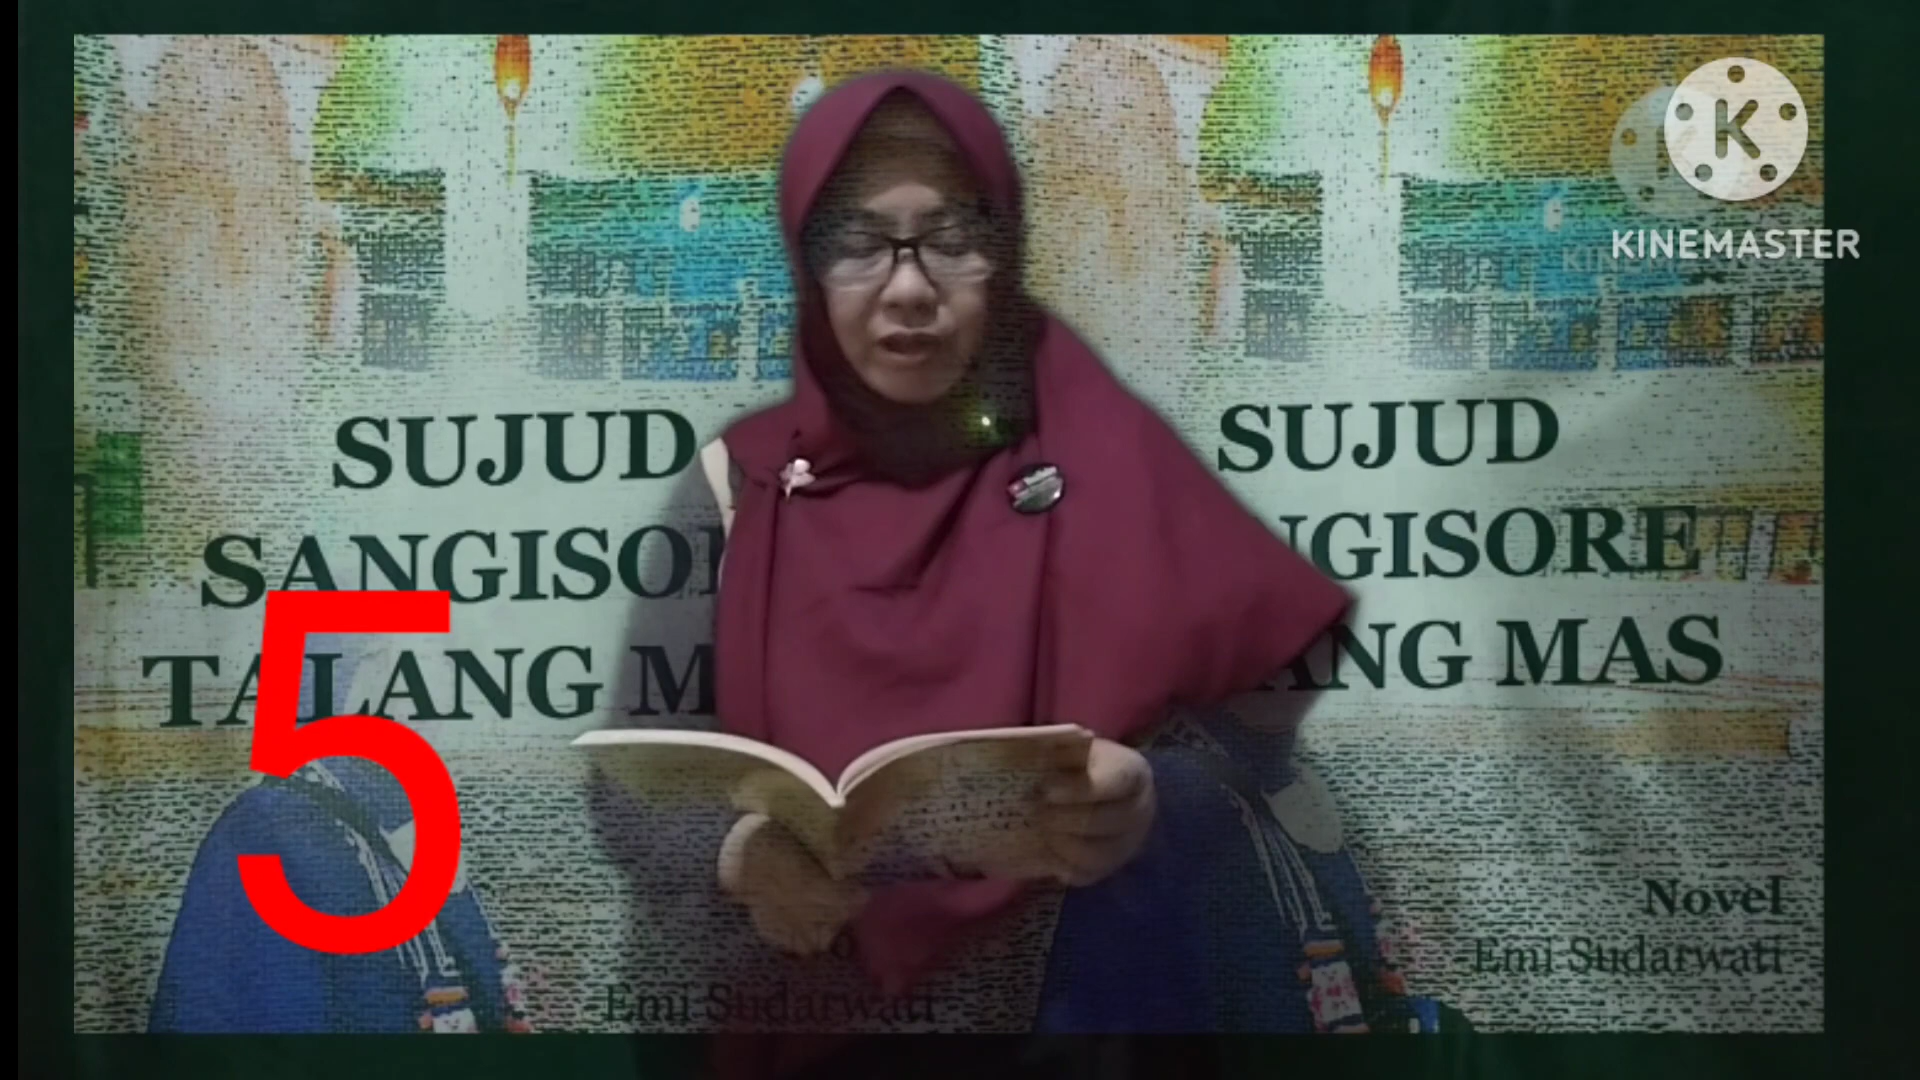 K
KINEMASTER
SUJUD
SANGISO
TALANG M
5
Emi Sudarwati
SUJUD
NGISORE
ANG MAS
Novel
Emi Sudarwati